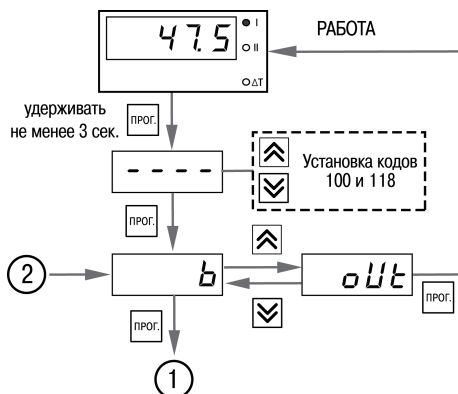 47.5
I
II
ΔT
РАБОТА
удерживать
не менее 3 сек.
ПРОГ.
- - - -
Установка кодов
100 и 118
ПРОГ.
2
b
oUt
ПРОГ.
ПРОГ.
1